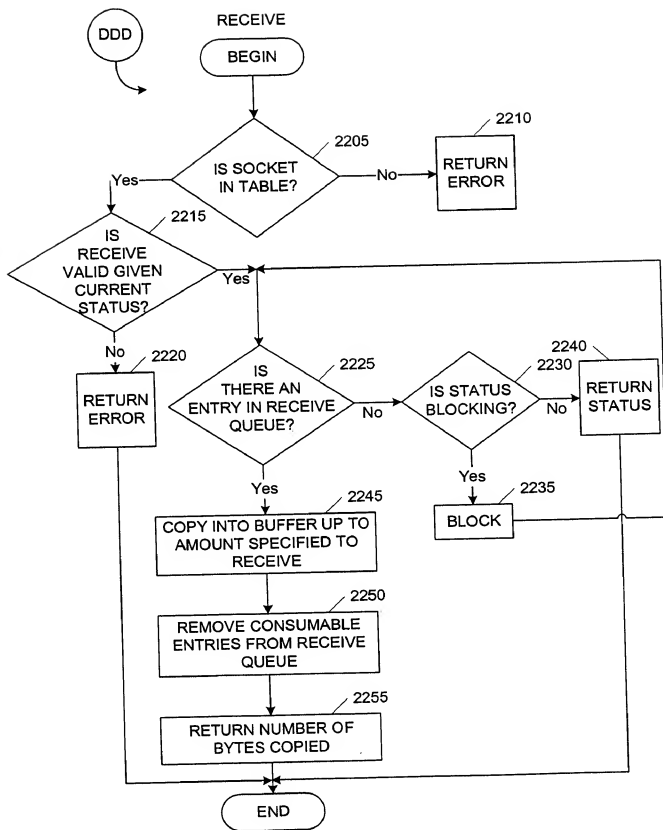 DDD
RECEIVE
BEGIN
2205
IS SOCKET
IN TABLE?
2210
RETURN
ERROR
No
Yes
2215
IS
RECEIVE
VALID GIVEN
CURRENT
STATUS?
Yes
No
2220
RETURN
ERROR
2225
IS
THERE AN
ENTRY IN RECEIVE
QUEUE?
No
2230
IS STATUS
BLOCKING?
No
2240
RETURN
STATUS
Yes
2235
BLOCK
Yes
2245
COPY INTO BUFFER UP TO
AMOUNT SPECIFIED TO
RECEIVE
2250
REMOVE CONSUMABLE
ENTRIES FROM RECEIVE
QUEUE
2255
RETURN NUMBER OF
BYTES COPIED
END